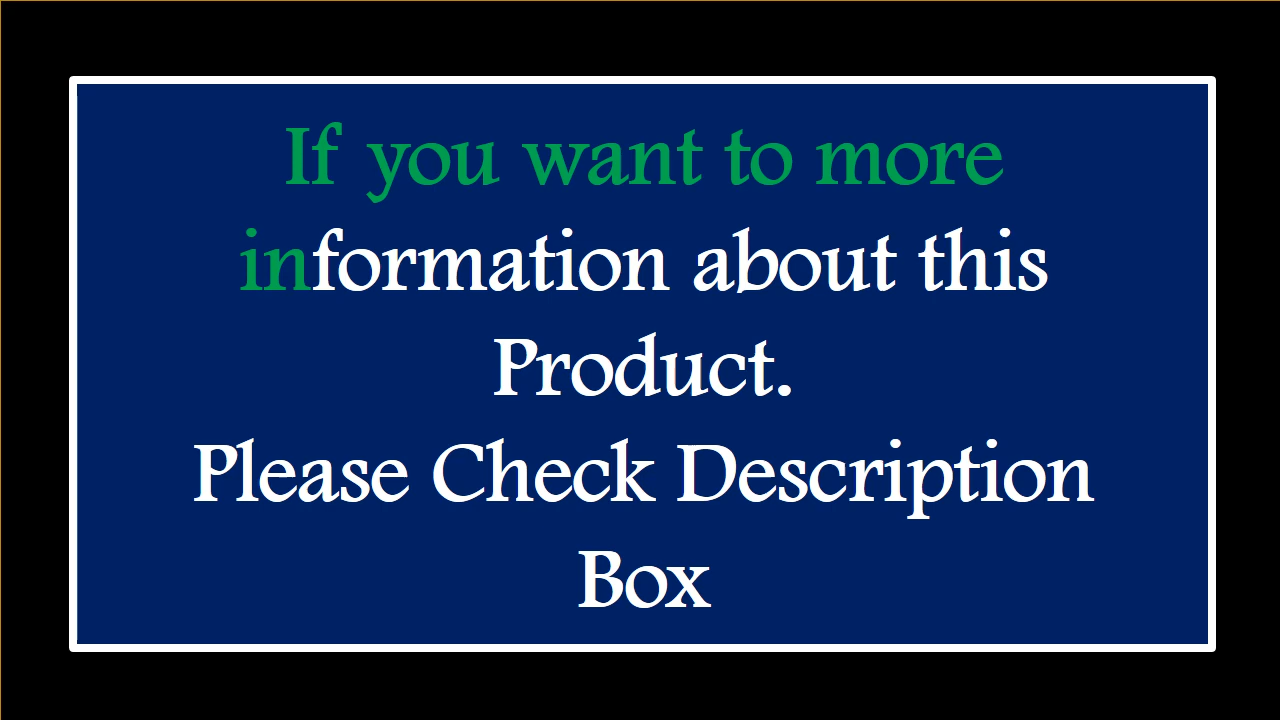 If you want to more
information about this
Product.
Please Check Description
Box